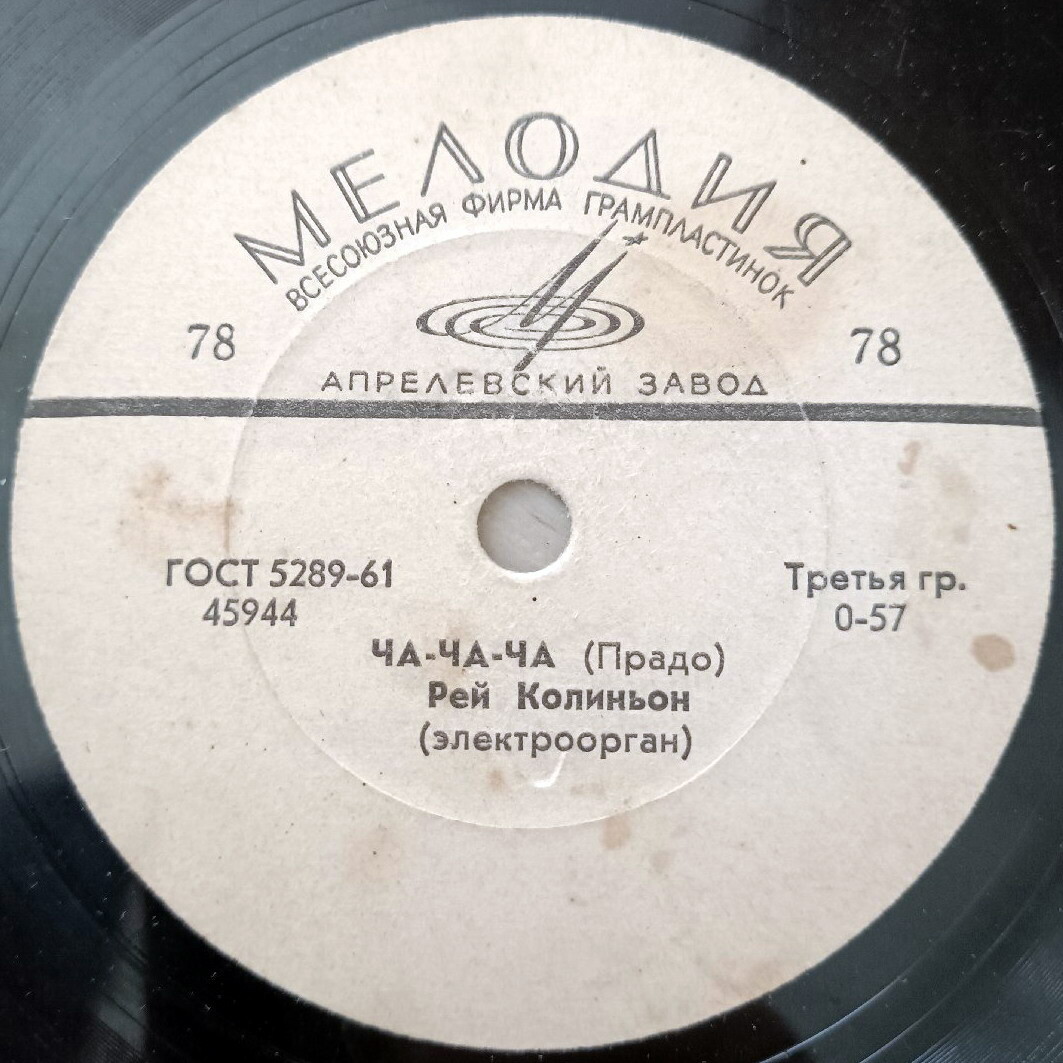 МЕЛОДИЯ
ВСЕСОЮЗНАЯ ФИРМА ГРАМПЛАСТИНОК
78 78
АПРЕЛЕВСКИЙ ЗАВОД
ГОСТ 5289-61 Третья гр.
45944 0-57
ЧА-ЧА-ЧА (Прадо)
Рей Колиньон
(электроорган)